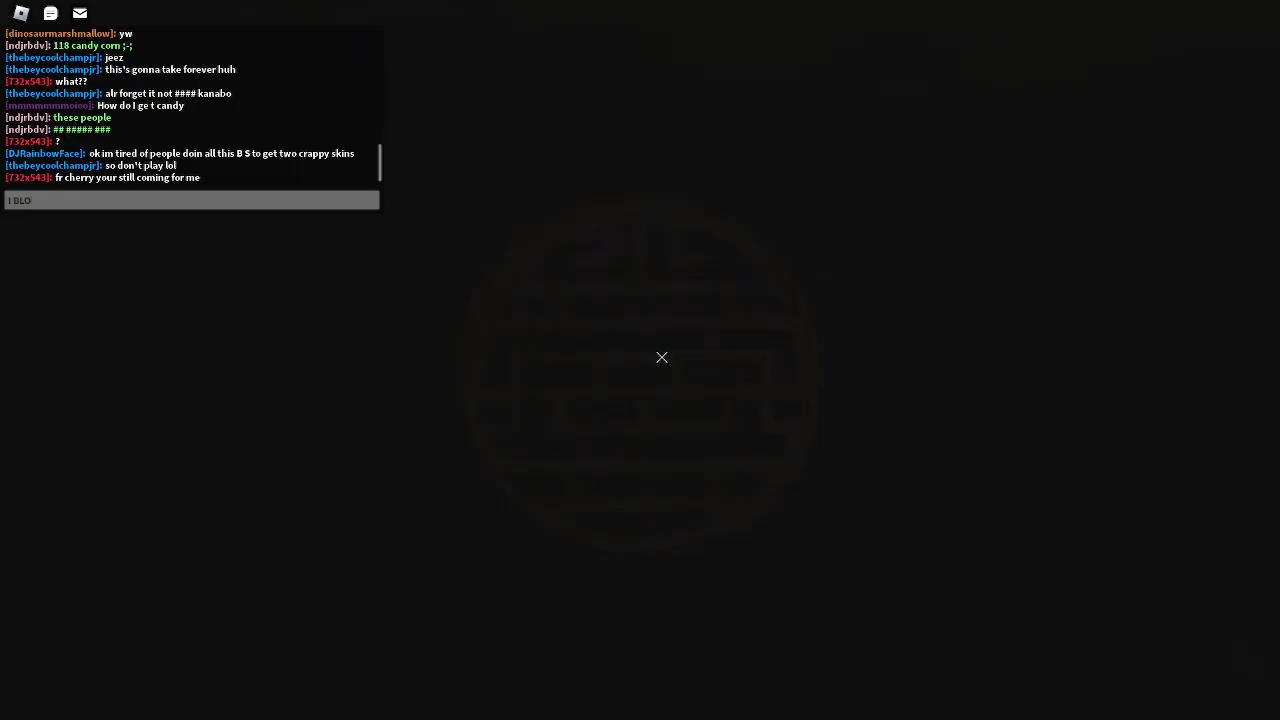 [dinosaurmarshmallow]: yw
[ndjrbdv]: 118 candy corn ;-;
[thebeycoolchampjr]: jeez
[thebeycoolchampjr]: this's gonna take forever huh
[732x543]: what??
[thebeycoolchampjr]: alr forget it not #### kanabo
[mmmmmmmoioo]: How do I ge t candy
[ndjrbdv]: these people
[ndjrbdv]: ## ##### ###
[732x543]: ?
[DJRainbowFace]: ok im tired of people doin all this B S to get two crappy skins
[thebeycoolchampjr]: so don't play lol
[732x543]: fr cherry your still coming for me
I BLO